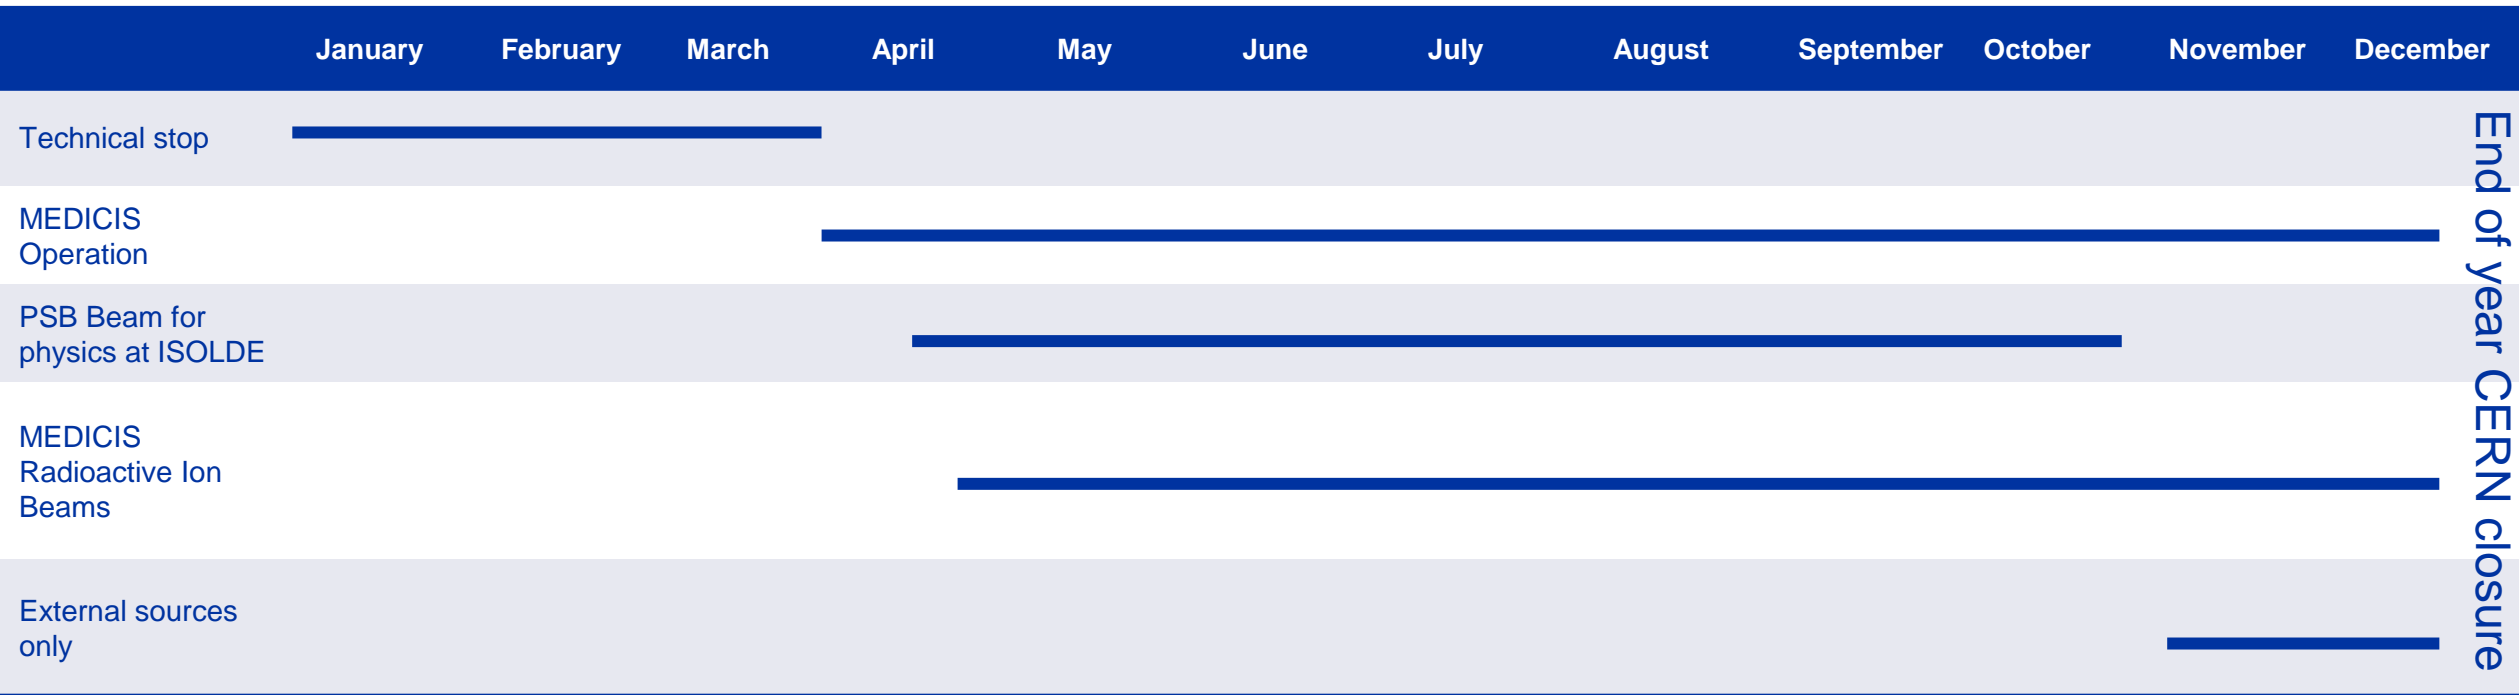 January February March April May June July August September October November December
Technical stop
MEDICIS
Operation
PSB Beam for
physics at ISOLDE
MEDICIS
Radioactive Ion
Beams
External sources
only
End of year CERN closure